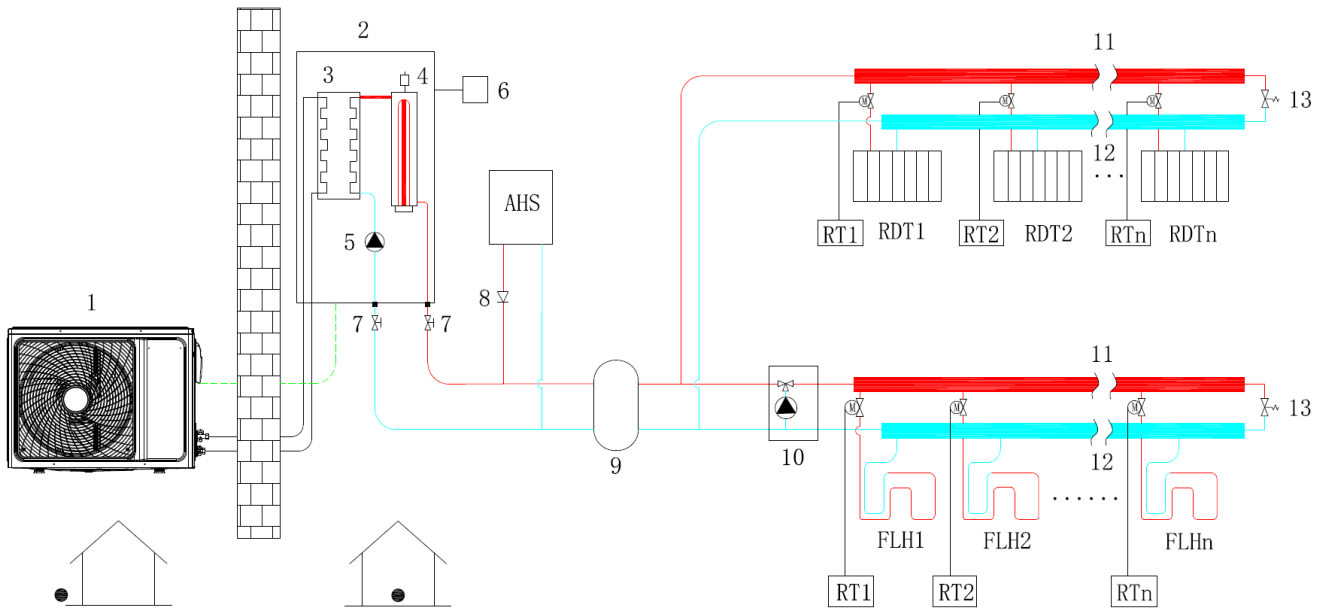 1
2
3
4
5
6
7
7
AHS
8
9
10
11
12
13
RT1
RDT1
RT2
RDT2
RTn
RDTn
M
M
M
...
11
12
13
M
M
M
FLH1
FLH2
......
FLHn
RT1
RT2
RTn